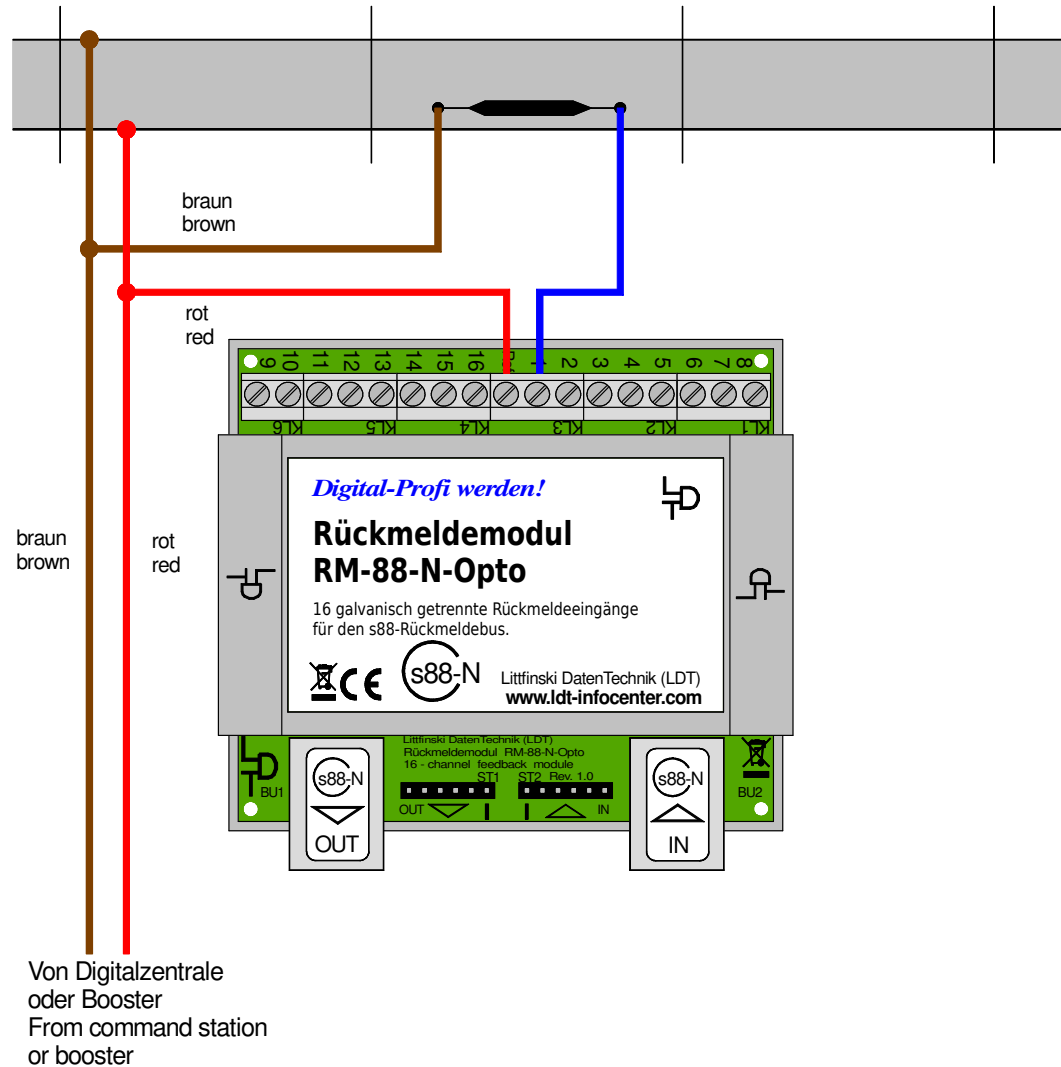 braun
brown
rot
red
9 10 11 12 13 14 15 16 1 2 3 4 5 6 7 8
KL6 KL5 KL4 KL3 KL2 KL1
Digital-Profi werden!
Rückmeldemodul
RM-88-N-Opto
16 galvanisch getrennte Rückmeldeeingänge
für den s88-Rückmeldebus.
CE
s88-N
Littfinski DatenTechnik (LDT)
www.ldt-infocenter.com
braun
brown
rot
red
Littfinski DatenTechnik (LDT)
Rückmeldemodul RM-88-N-Opto
16 - channel feedback module
ST1 ST2 Rev. 1.0
BU1
BU2
s88-N
OUT
OUT
IN
s88-N
IN
Von Digitalzentrale
oder Booster
From command station
or booster